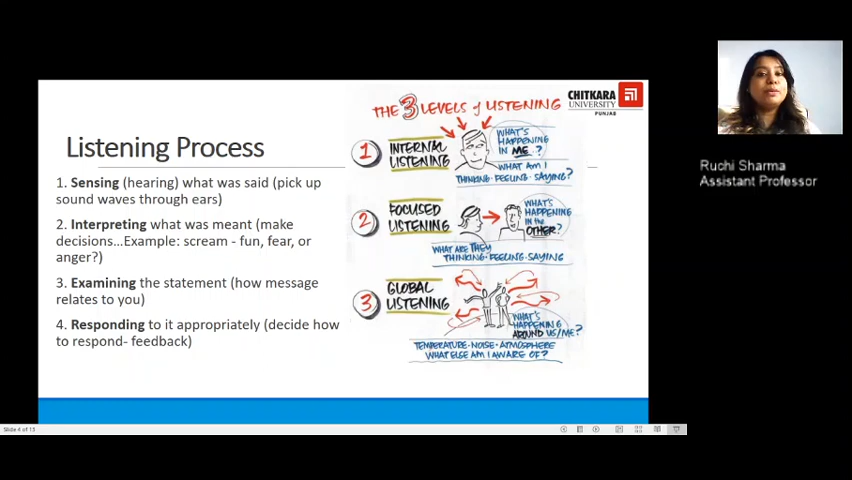 Listening Process
1. Sensing (hearing) what was said (pick up
sound waves through ears)
2. Interpreting what was meant (make
decisions…Example: scream - fun, fear, or
anger?)
3. Examining the statement (how message
relates to you)
4. Responding to it appropriately (decide how
to respond- feedback)
THE 3 LEVELS of LISTENING
1
INTERNAL
LISTENING
WHAT'S
HAPPENING
IN ME?
WHAT AM I
THINKING·FEELING·SAYING?
2
FOCUSED
LISTENING
WHAT'S
HAPPENING
IN the
OTHER?
WHAT ARE THEY
THINKING·FEELING·SAYING
3
GLOBAL
LISTENING
WHAT'S
HAPPENING
AROUND US/ME?
TEMPERATURE·NOISE·ATMOSPHERE
WHAT ELSE AM I AWARE OF?
CHITKARA
UNIVERSITY
PUNJAB
Ruchi Sharma
Assistant Professor
Slide 4 of 13